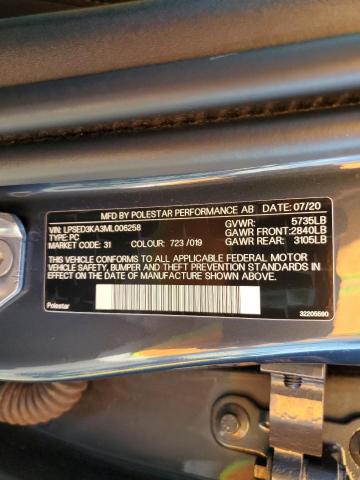 MFD BY POLESTAR PERFORMANCE AB DATE: 07/20
VIN: LPSED3KA3ML006258 GVWR: 5735LB
TYPE: PC GAWR FRONT: 2840LB
MARKET CODE: 31 COLOUR: 723 /019 GAWR REAR: 3105LB
THIS VEHICLE CONFORMS TO ALL APPLICABLE FEDERAL MOTOR
VEHICLE SAFETY, BUMPER AND THEFT PREVENTION STANDARDS IN
EFFECT ON THE DATE OF MANUFACTURE SHOWN ABOVE.
Polestar 32205590